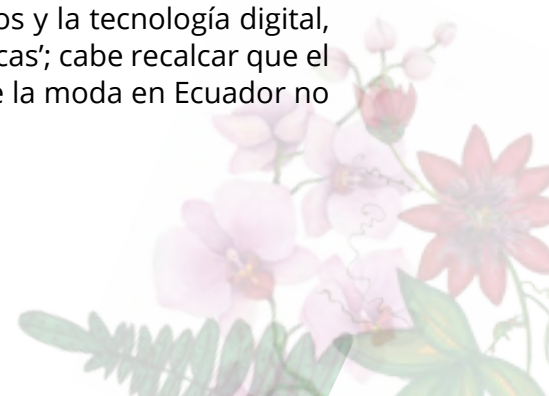 os y la tecnología digital,
cas’; cabe recalcar que el
e la moda en Ecuador no